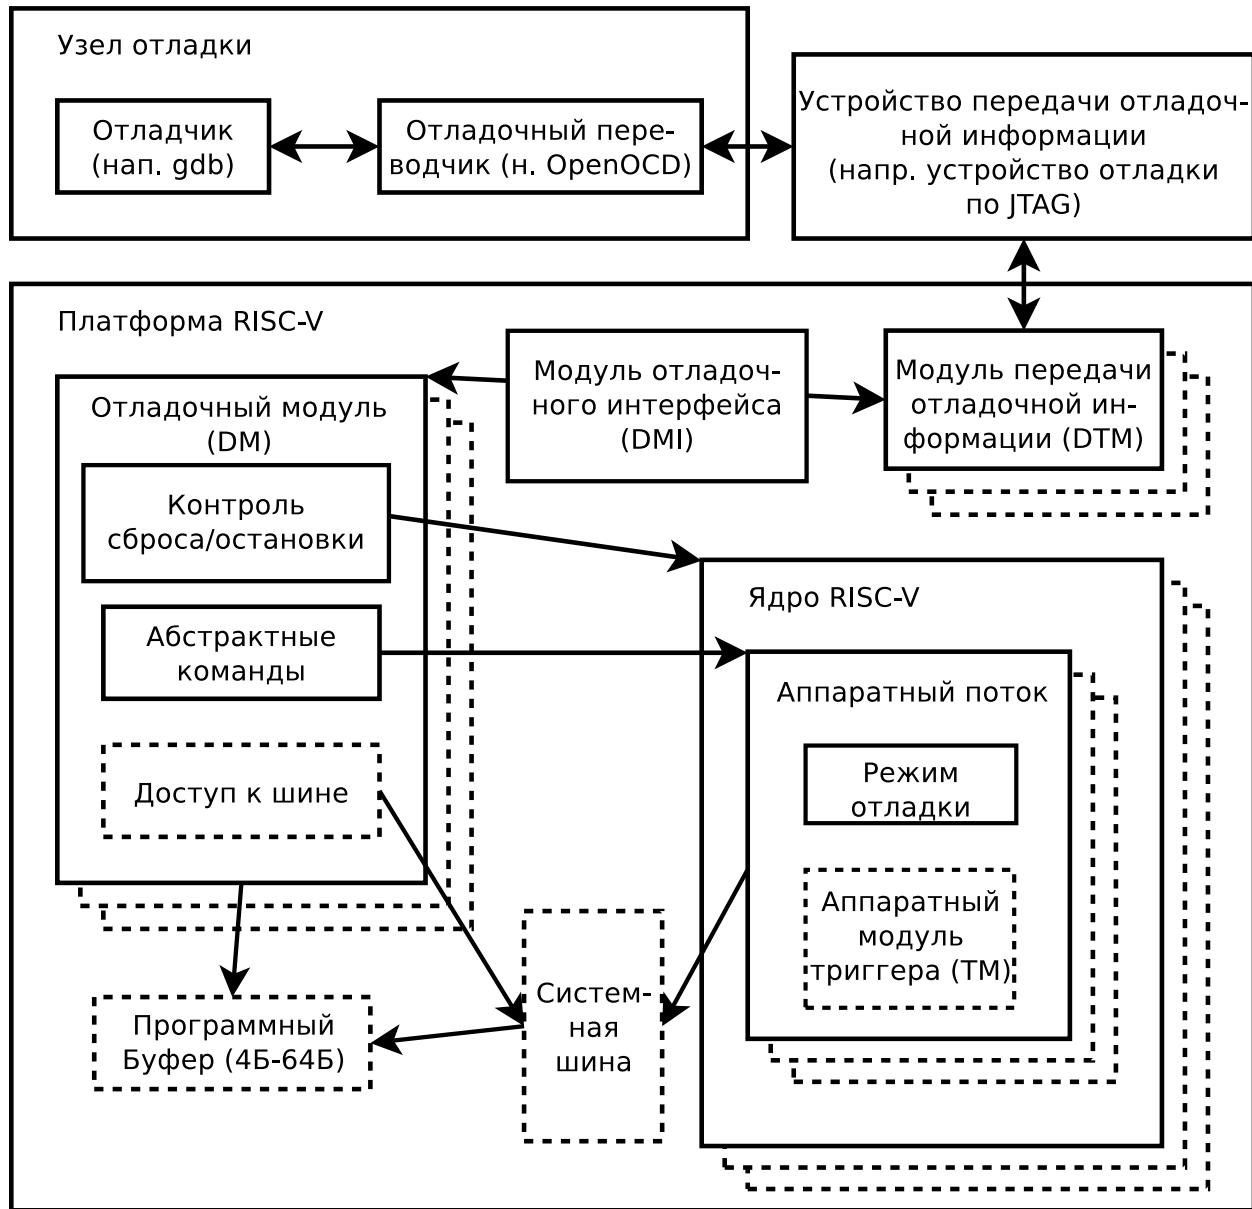 Узел отладки
Отладчик
(нап. gdb)
Отладочный пере-
водчик (н. OpenOCD)
Устройство передачи отладоч-
ной информации
(напр. устройство отладки
по JTAG)
Платформа RISC-V
Отладочный модуль
(DM)
Контроль
сброса/остановки
Абстрактные
команды
Доступ к шине
Модуль отладоч-
ного интерфейса
(DMI)
Модуль передачи
отладочной ин-
формации (DTM)
Ядро RISC-V
Аппаратный поток
Режим
отладки
Аппаратный
модуль
триггера (TM)
Систем-
ная
шина
Программный
Буфер (4Б-64Б)